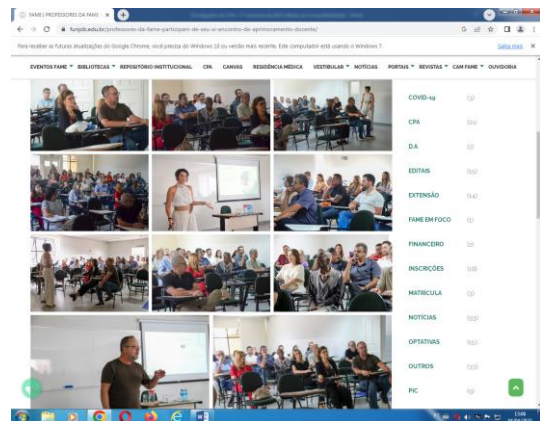 FAME | PROFESSORES DA FAME
funjob.edu.br/professores-da-fame-participam-de-seu-vi-encontro-de-aprimoramento-docente/
Para receber as futuras atualizações do Google Chrome, você precisa do Windows 10 ou versão mais recente. Este computador está usando o Windows 7.
Saiba mais
EVENTOS FAME BIBLIOTECAS REPOSITÓRIO INSTITUCIONAL CPA CANVAS RESIDÊNCIA MÉDICA VESTIBULAR NOTÍCIAS PORTAIS REVISTAS CAM FAME OUVIDORIA
COVID-19
CPA
D.A
EDITAIS
EXTENSÃO
FAME EM FOCO
FINANCEIRO
INSCRIÇÕES
MATRÍCULA
NOTÍCIAS
OPTATIVAS
OUTROS
PIC
13:06